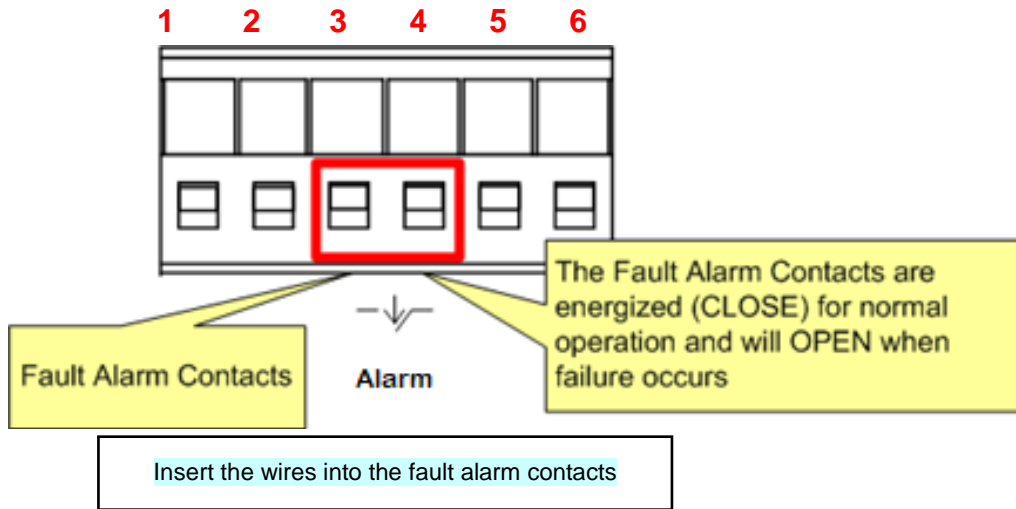 1 2 3 4 5 6
The Fault Alarm Contacts are
energized (CLOSE) for normal
operation and will OPEN when
failure occurs
Fault Alarm Contacts
Alarm
Insert the wires into the fault alarm contacts